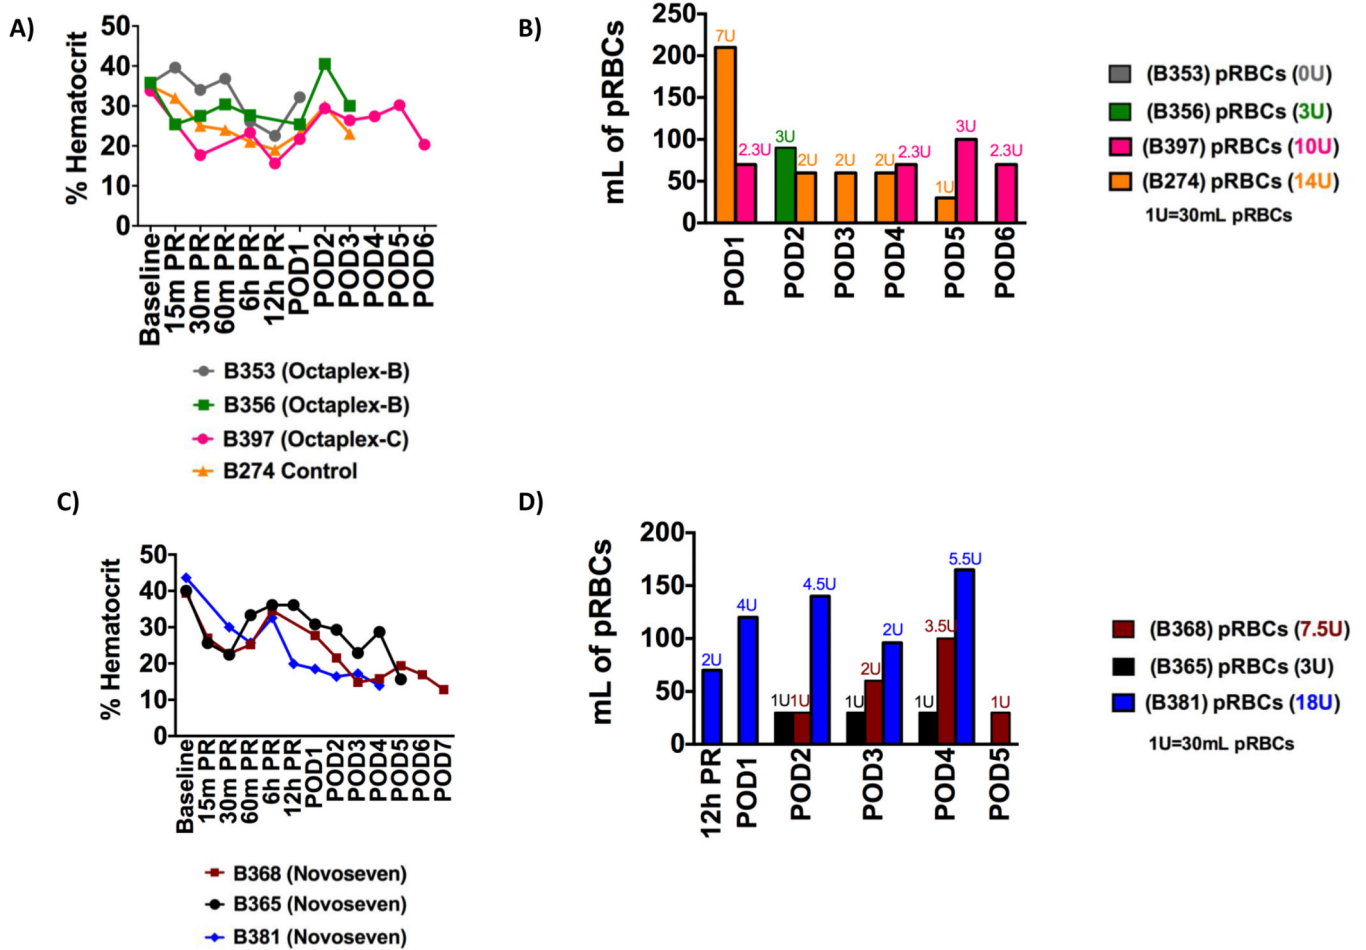 A)
% Hematocrit
50
40
30
20
10
0
Baseline
15m PR
30m PR
60m PR
6h PR
12h PR
POD1
POD2
POD3
POD4
POD5
POD6
B353 (Octaplex-B)
B356 (Octaplex-B)
B397 (Octaplex-C)
B274 Control
B)
mL of pRBCs
250
200
150
100
50
0
7U
2.3U
3U
2U
2U
2U
2.3U
1U
3U
2.3U
POD1
POD2
POD3
POD4
POD5
POD6
(B353) pRBCs (0U)
(B356) pRBCs (3U)
(B397) pRBCs (10U)
(B274) pRBCs (14U)
1U=30mL pRBCs
C)
% Hematocrit
50
40
30
20
10
0
Baseline
15m PR
30m PR
60m PR
6h PR
12h PR
POD1
POD2
POD3
POD4
POD5
POD6
POD7
B368 (Novoseven)
B365 (Novoseven)
B381 (Novoseven)
D)
mL of pRBCs
200
150
100
50
0
2U
4U
1U
1U
4.5U
1U
2U
2U
1U
3.5U
5.5U
1U
12h PR
POD1
POD2
POD3
POD4
POD5
(B368) pRBCs (7.5U)
(B365) pRBCs (3U)
(B381) pRBCs (18U)
1U=30mL pRBCs